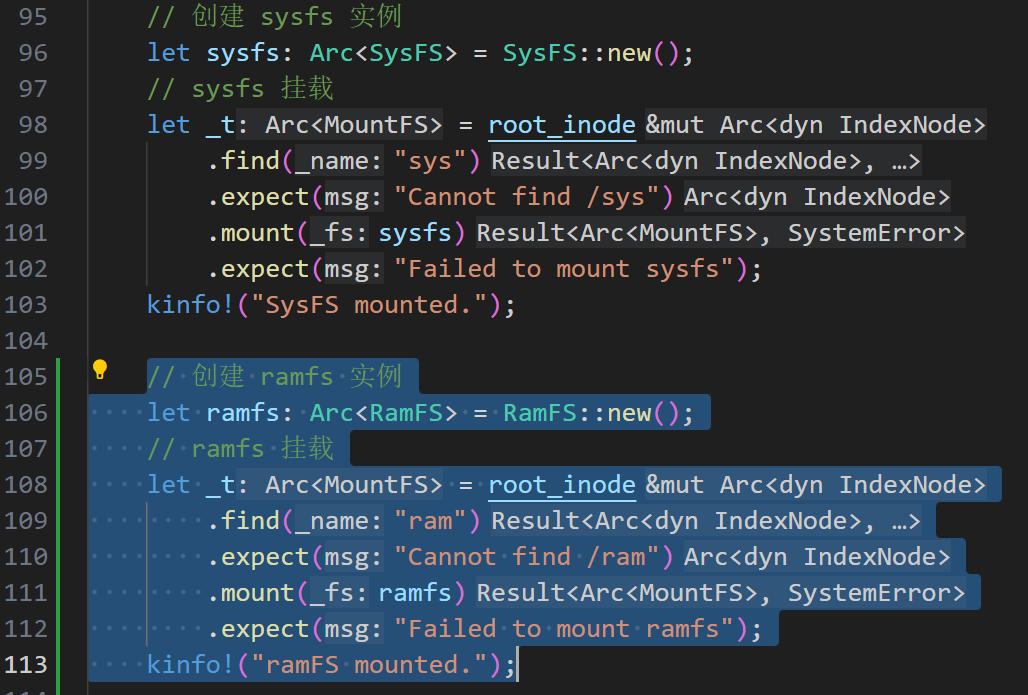 95 // 创建 sysfs 实例
96 let sysfs: Arc<SysFS> = SysFS::new();
97 // sysfs 挂载
98 let _t: Arc<MountFS> = root_inode &mut Arc<dyn IndexNode>
99 .find(_name: "sys") Result<Arc<dyn IndexNode>, …>
100 .expect(msg: "Cannot find /sys") Arc<dyn IndexNode>
101 .mount(_fs: sysfs) Result<Arc<MountFS>, SystemError>
102 .expect(msg: "Failed to mount sysfs");
103 kinfo!("SysFS mounted.");
104
105 // 创建 ramfs 实例
106 let ramfs: Arc<RamFS> = RamFS::new();
107 // ramfs 挂载
108 let _t: Arc<MountFS> = root_inode &mut Arc<dyn IndexNode>
109 .find(_name: "ram") Result<Arc<dyn IndexNode>, …>
110 .expect(msg: "Cannot find /ram") Arc<dyn IndexNode>
111 .mount(_fs: ramfs) Result<Arc<MountFS>, SystemError>
112 .expect(msg: "Failed to mount ramfs");
113 kinfo!("ramFS mounted.");